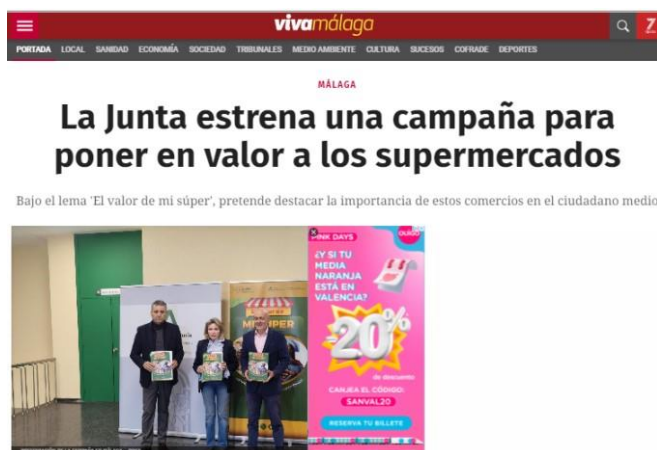 vivamálaga
PORTADA LOCAL SANIDAD ECONOMÍA SOCIEDAD TRIBUNALES MEDIO AMBIENTE CULTURA SUCESOS COFRADE DEPORTES
MÁLAGA
La Junta estrena una campaña para
poner en valor a los supermercados
Bajo el lema 'El valor de mi súper', pretende destacar la importancia de estos comercios en el ciudadano medio
PINK DAYS
OUIGO
¿Y SI TU
MEDIA
NARANJA
ESTÁ EN
VALENCIA?
-20%
de descuento
CANJEA EL CÓDIGO:
SANVAL20
RESERVA TU BILLETE